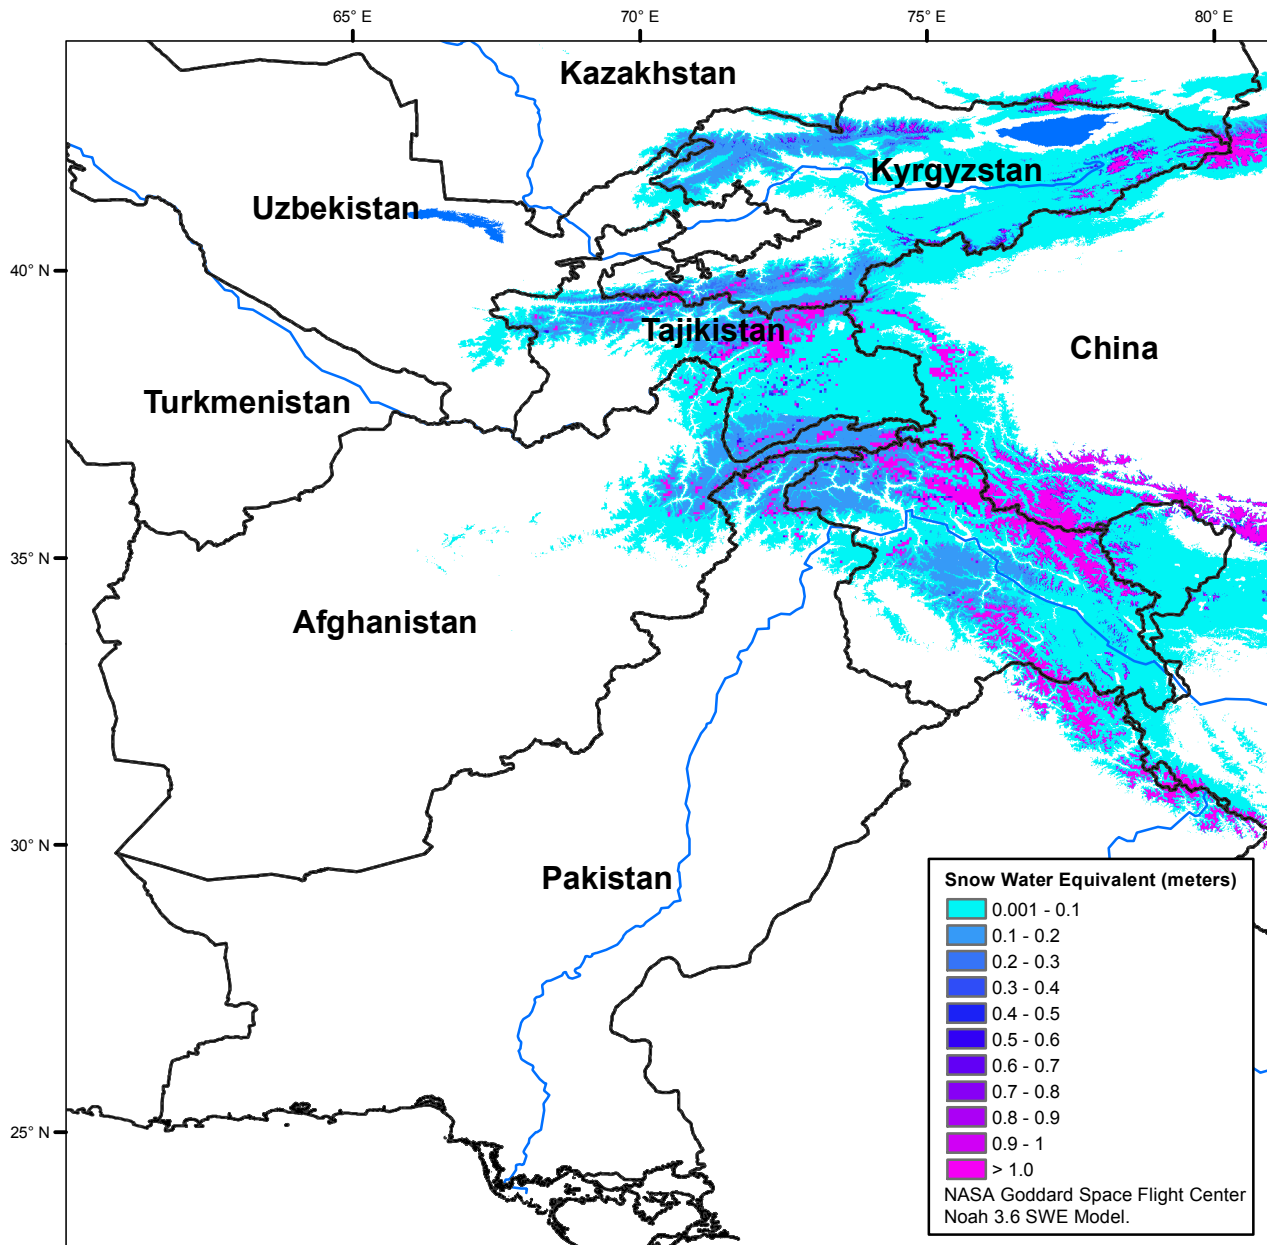 65° E
70° E
75° E
80° E
Kazakhstan
Kyrgyzstan
Uzbekistan
40° N
Tajikistan
China
Turkmenistan
35° N
Afghanistan
30° N
Pakistan
25° N
Snow Water Equivalent (meters)
0.001 - 0.1
0.1 - 0.2
0.2 - 0.3
0.3 - 0.4
0.4 - 0.5
0.5 - 0.6
0.6 - 0.7
0.7 - 0.8
0.8 - 0.9
0.9 - 1
> 1.0
NASA Goddard Space Flight Center
Noah 3.6 SWE Model.